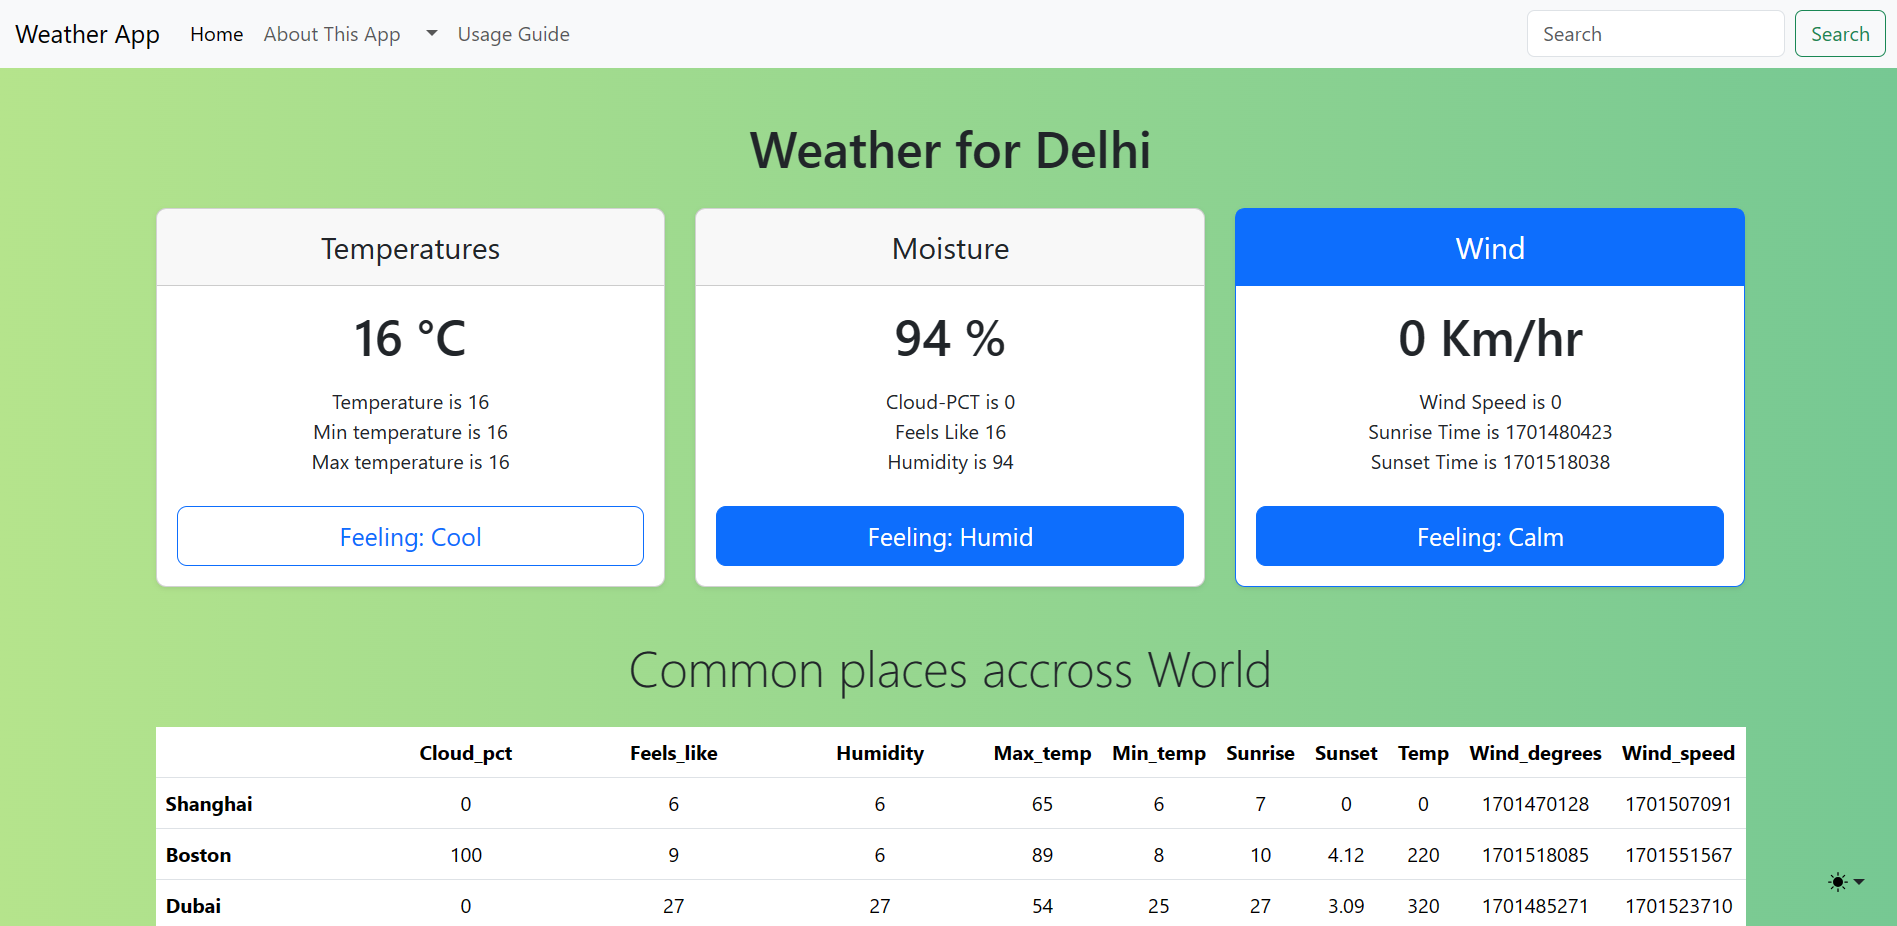 Weather App Home About This App Usage Guide Search Search
Weather for Delhi
Temperatures
16 °C
Temperature is 16
Min temperature is 16
Max temperature is 16
Feeling: Cool
Moisture
94 %
Cloud-PCT is 0
Feels Like 16
Humidity is 94
Feeling: Humid
Wind
0 Km/hr
Wind Speed is 0
Sunrise Time is 1701480423
Sunset Time is 1701518038
Feeling: Calm
Common places accross World
Cloud_pct Feels_like Humidity Max_temp Min_temp Sunrise Sunset Temp Wind_degrees Wind_speed
Shanghai 0 6 6 65 6 7 0 0 1701470128 1701507091
Boston 100 9 6 89 8 10 4.12 220 1701518085 1701551567
Dubai 0 27 27 54 25 27 3.09 320 1701485271 1701523710